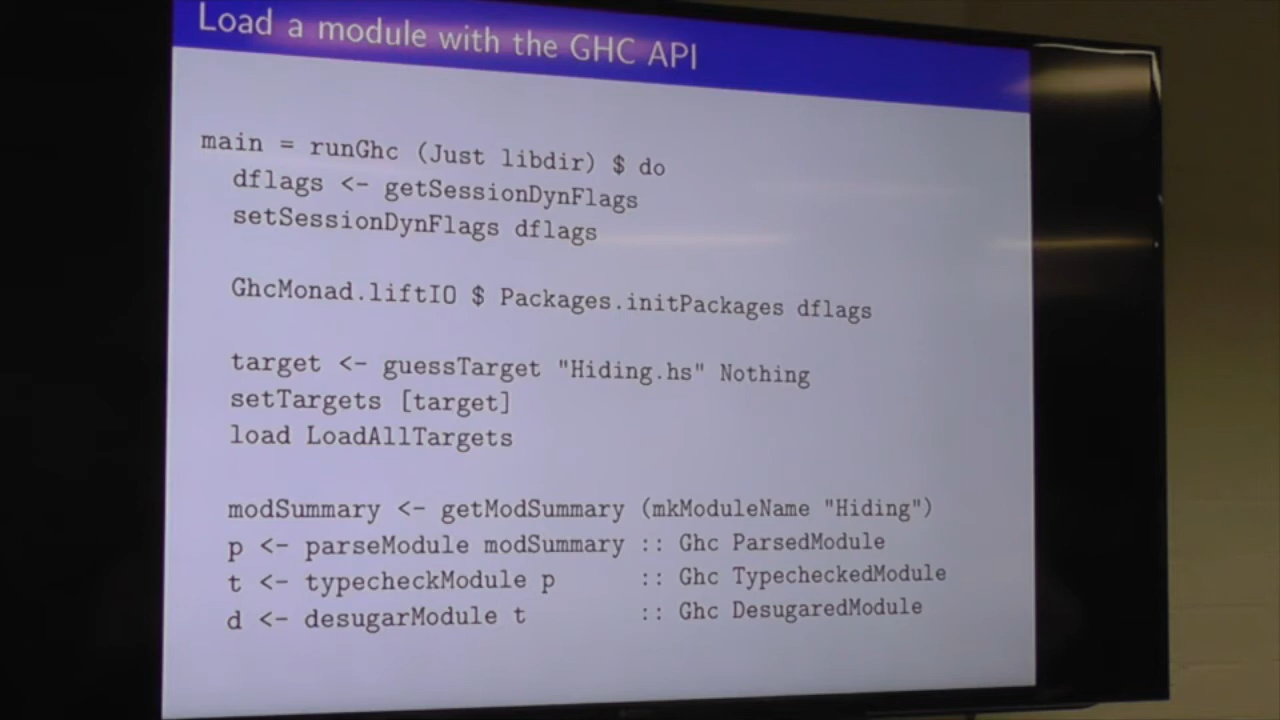 Load a module with the GHC API
main = runGhc (Just libdir) $ do
dflags <- getSessionDynFlags
setSessionDynFlags dflags
GhcMonad.liftIO $ Packages.initPackages dflags
target <- guessTarget "Hiding.hs" Nothing
setTargets [target]
load LoadAllTargets
modSummary <- getModSummary (mkModuleName "Hiding")
p <- parseModule modSummary :: Ghc ParsedModule
t <- typecheckModule p :: Ghc TypecheckedModule
d <- desugarModule t :: Ghc DesugaredModule